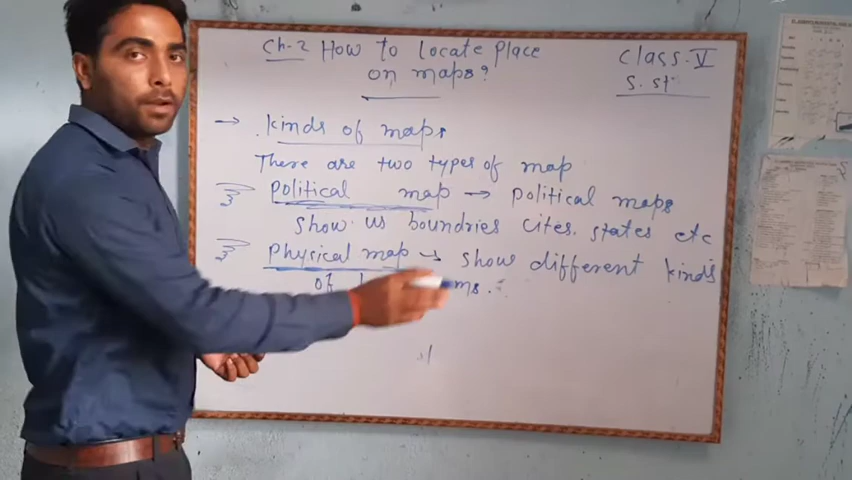 Ch-2 How to Locate Place
on maps?
Class-V
S. st
→ kinds of maps
There are two types of map
political map → political maps
show us boundries cites, states etc
physical map → show different kinds
of